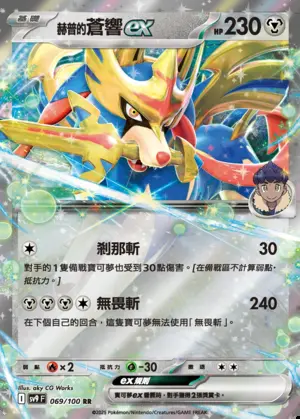 基礎 赫普的蒼響ex HP230
剎那斬 30
對手的1隻備戰寶可夢也受到30點傷害。[在備戰區不計算弱點、
抵抗力。]
無畏斬 240
在下個自己的回合，這隻寶可夢無法使用「無畏斬」。
弱點 ×2 抵抗力 -30 撤退
ex規則
寶可夢ex昏厥時，對手獲得2張獎賞卡。
Illus. aky CG Works
I sv9 F 069/100 RR
©2025 Pokémon/Nintendo/Creatures/GAME FREAK